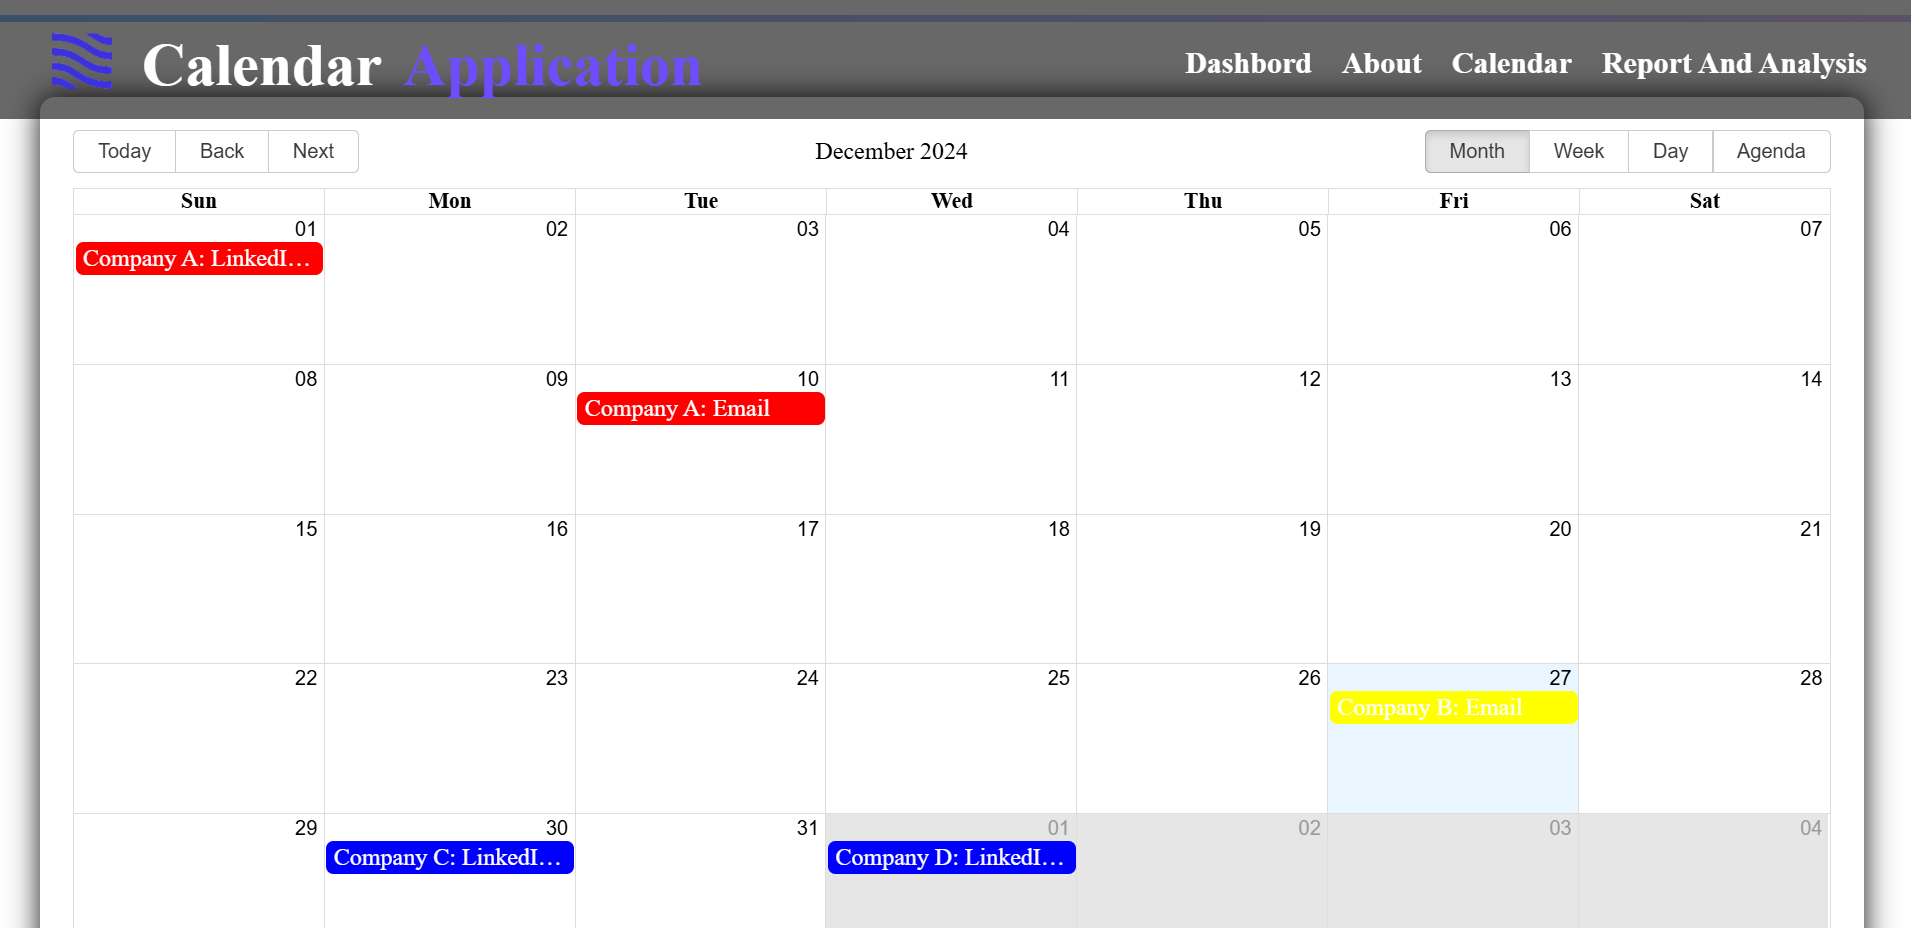 Calendar Application
Dashbord About Calendar Report And Analysis
Today Back Next
December 2024
Month Week Day Agenda
Sun Mon Tue Wed Thu Fri Sat
01 02 03 04 05 06 07
Company A: LinkedI...
08 09 10 11 12 13 14
Company A: Email
15 16 17 18 19 20 21
22 23 24 25 26 27 28
Company B: Email
29 30 31 01 02 03 04
Company C: LinkedI... Company D: LinkedI...